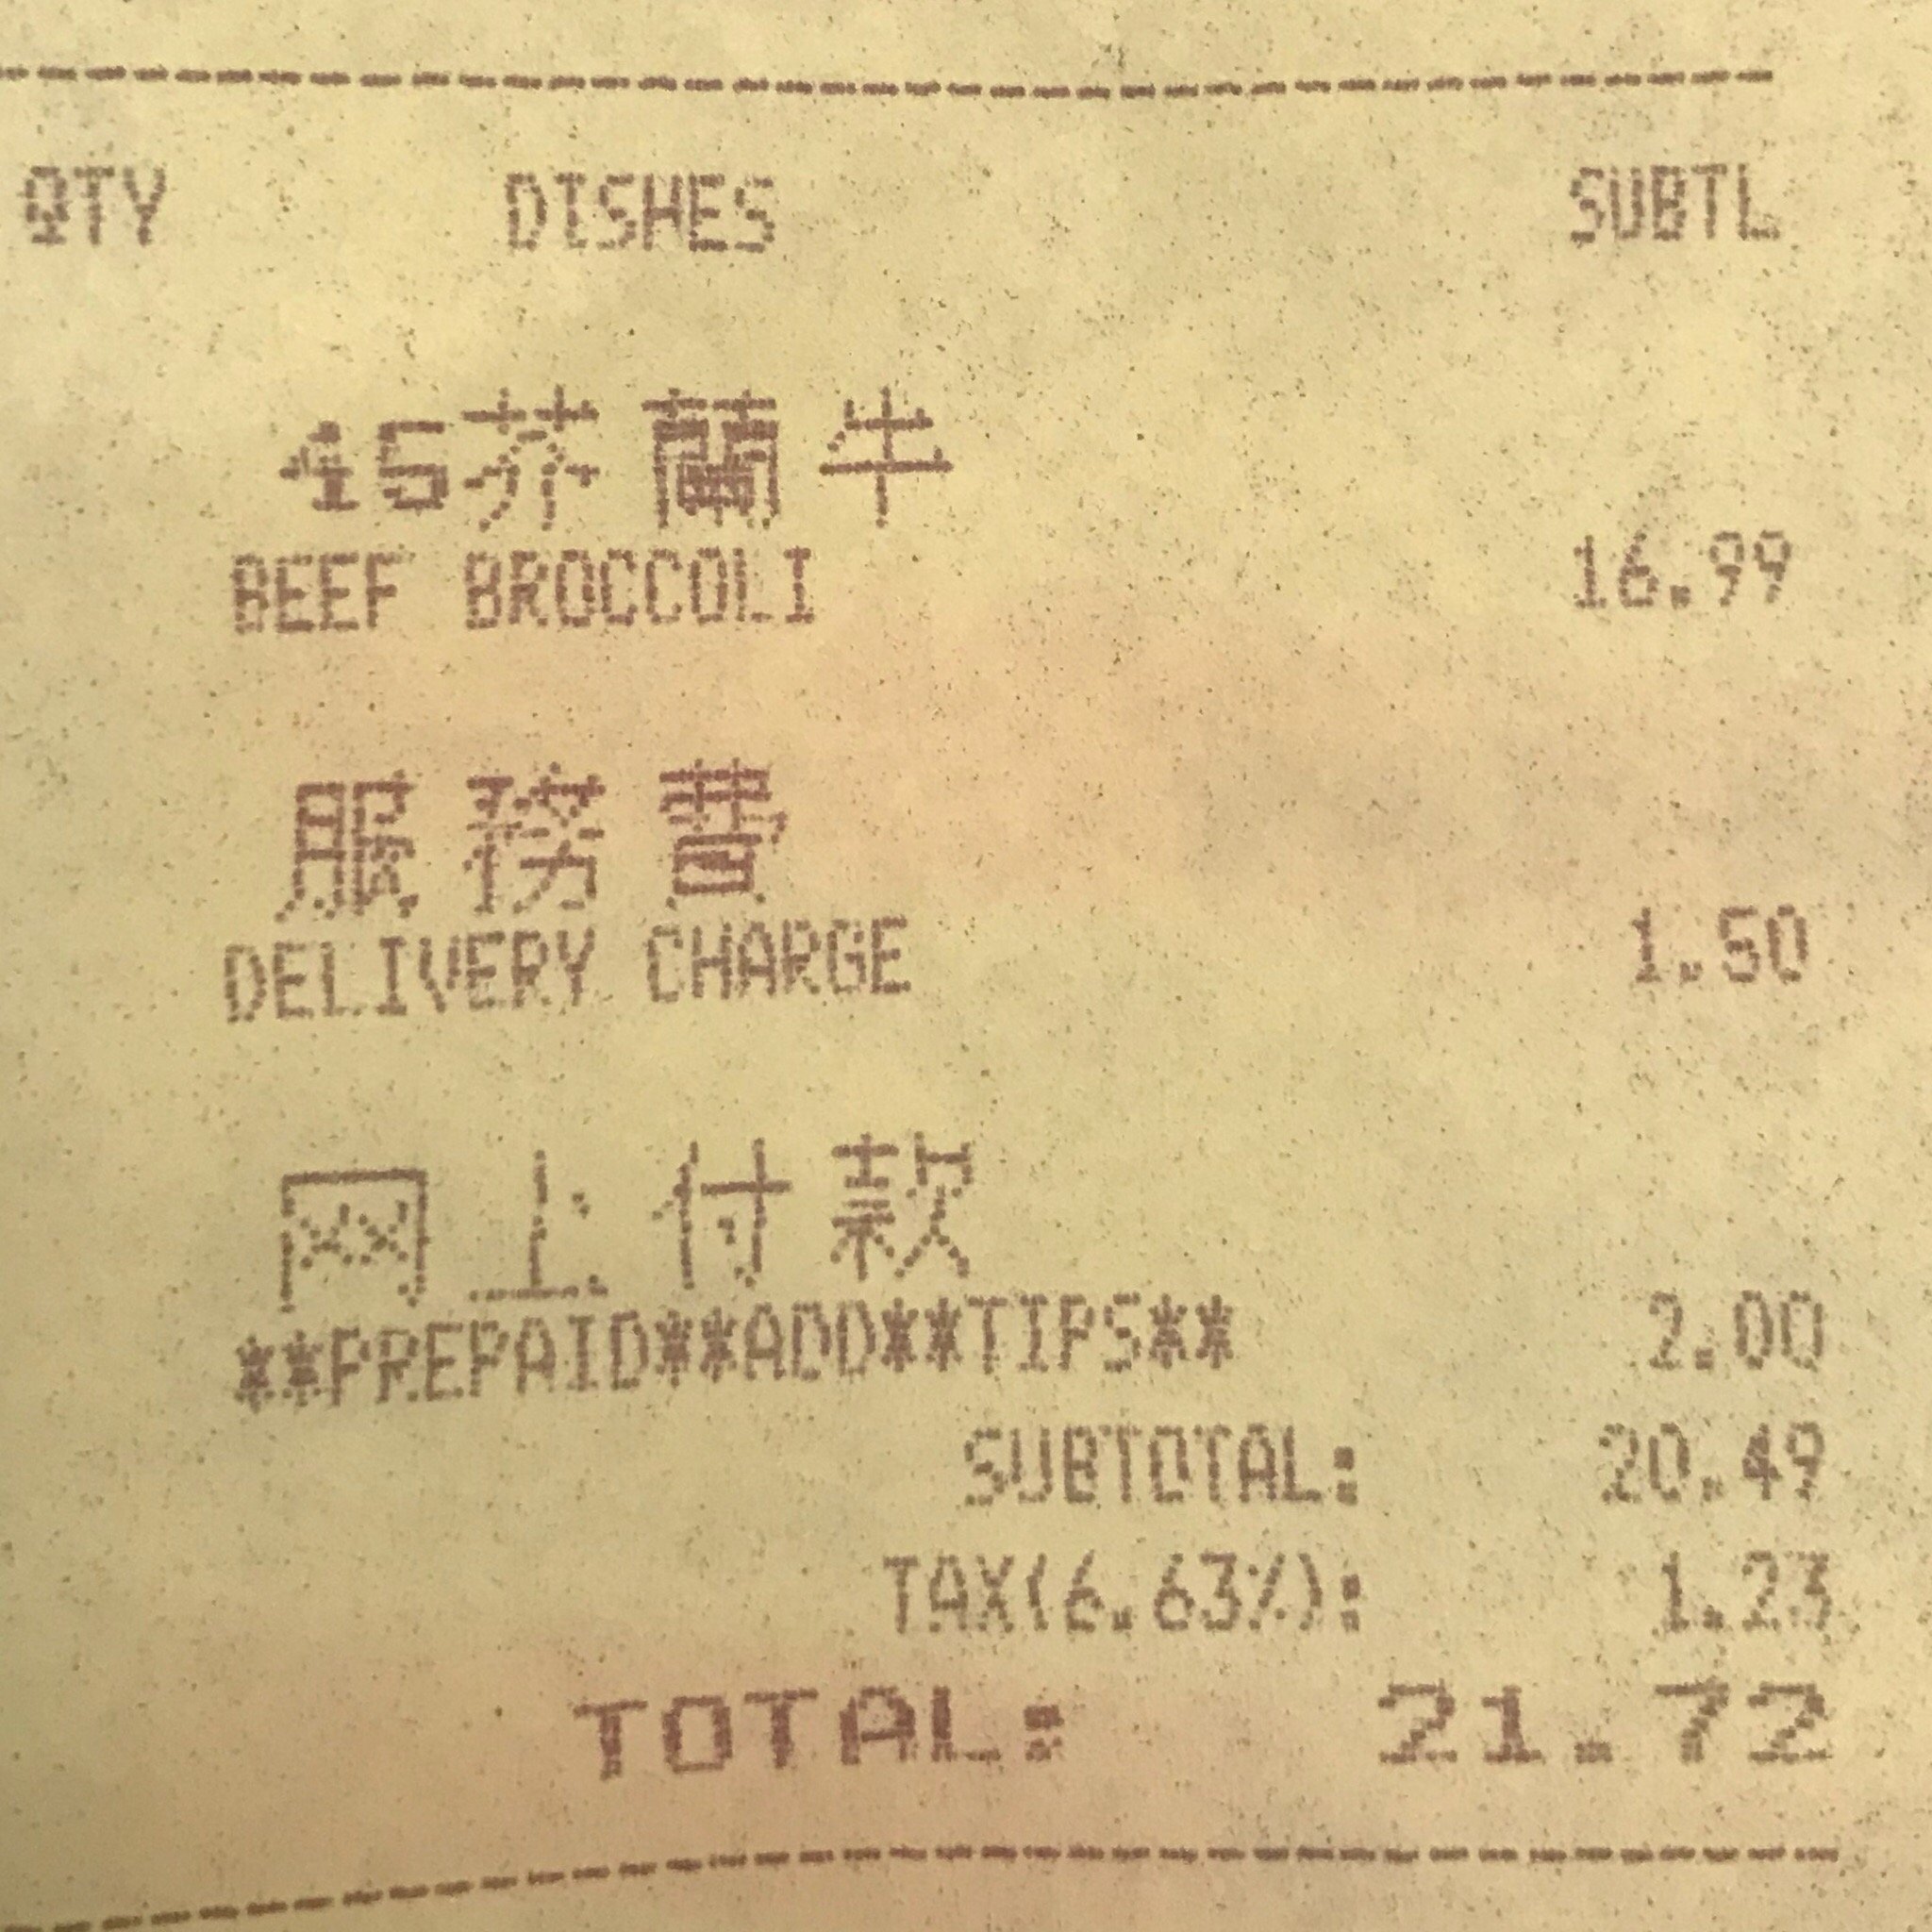 QTY DISHES SUBTL
45芥蘭牛
BEEF BROCCOLI 16.99
服務費
DELIVERY CHARGE 1.50
网上付款
**PREPAID**ADD**TIPS** 2.00
SUBTOTAL: 20.49
TAX(6.63%): 1.23
TOTAL: 21.72